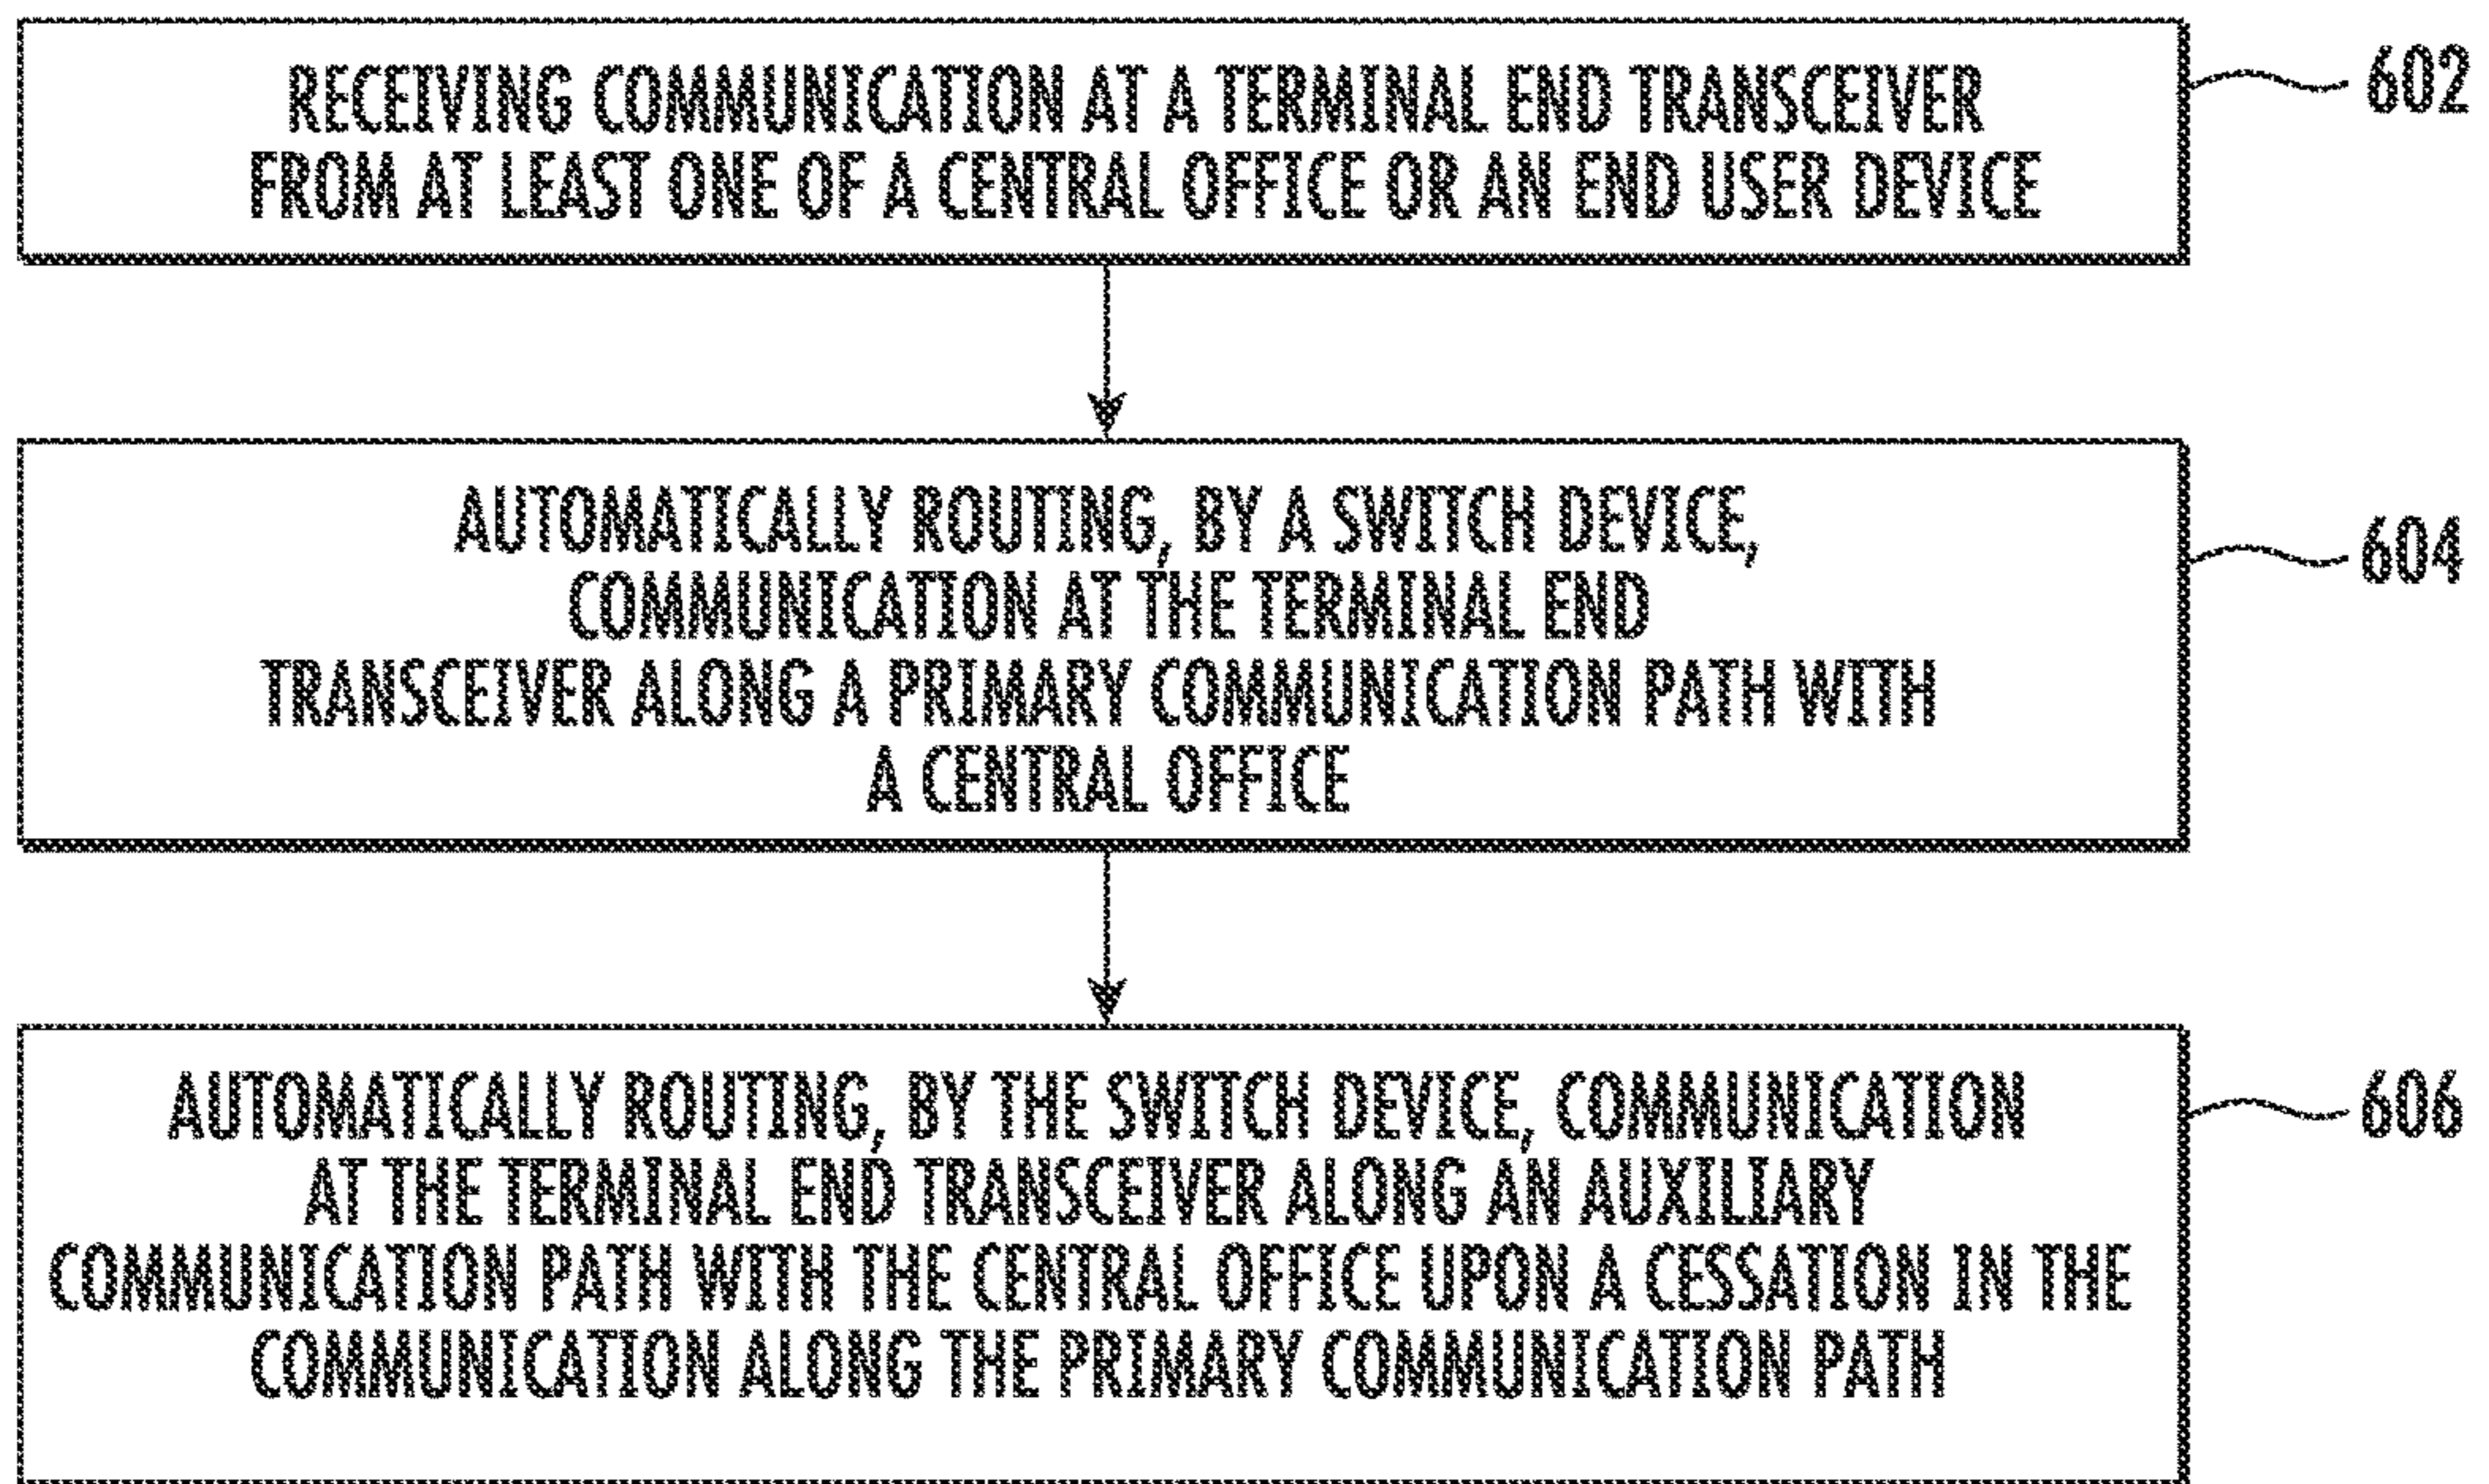 RECEIVING COMMUNICATION AT A TERMINAL END TRANSCEIVER
FROM AT LEAST ONE OF A CENTRAL OFFICE OR AN END USER DEVICE
602
AUTOMATICALLY ROUTING, BY A SWITCH DEVICE,
COMMUNICATION AT THE TERMINAL END
TRANSCEIVER ALONG A PRIMARY COMMUNICATION PATH WITH
A CENTRAL OFFICE
604
AUTOMATICALLY ROUTING, BY THE SWITCH DEVICE, COMMUNICATION
AT THE TERMINAL END TRANSCEIVER ALONG AN AUXILIARY
COMMUNICATION PATH WITH THE CENTRAL OFFICE UPON A CESSATION IN THE
COMMUNICATION ALONG THE PRIMARY COMMUNICATION PATH
606